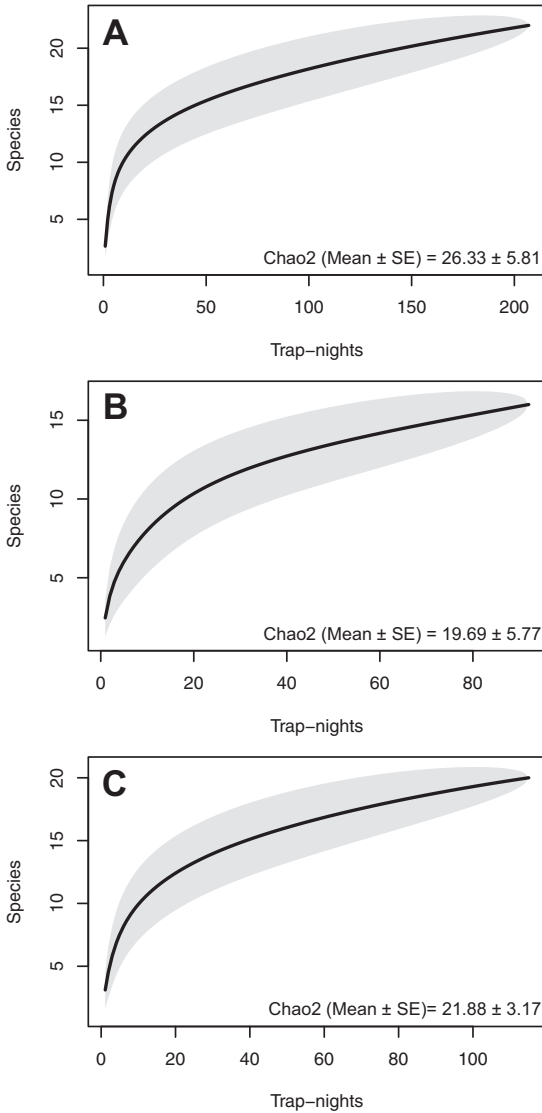 A
20
15
10
5
Species
Chao2 (Mean ± SE) = 26.33 ± 5.81
0 50 100 150 200
Trap−nights
B
15
10
5
Species
Chao2 (Mean ± SE) = 19.69 ± 5.77
0 20 40 60 80
Trap−nights
C
20
15
10
5
Species
Chao2 (Mean ± SE)= 21.88 ± 3.17
0 20 40 60 80 100
Trap−nights